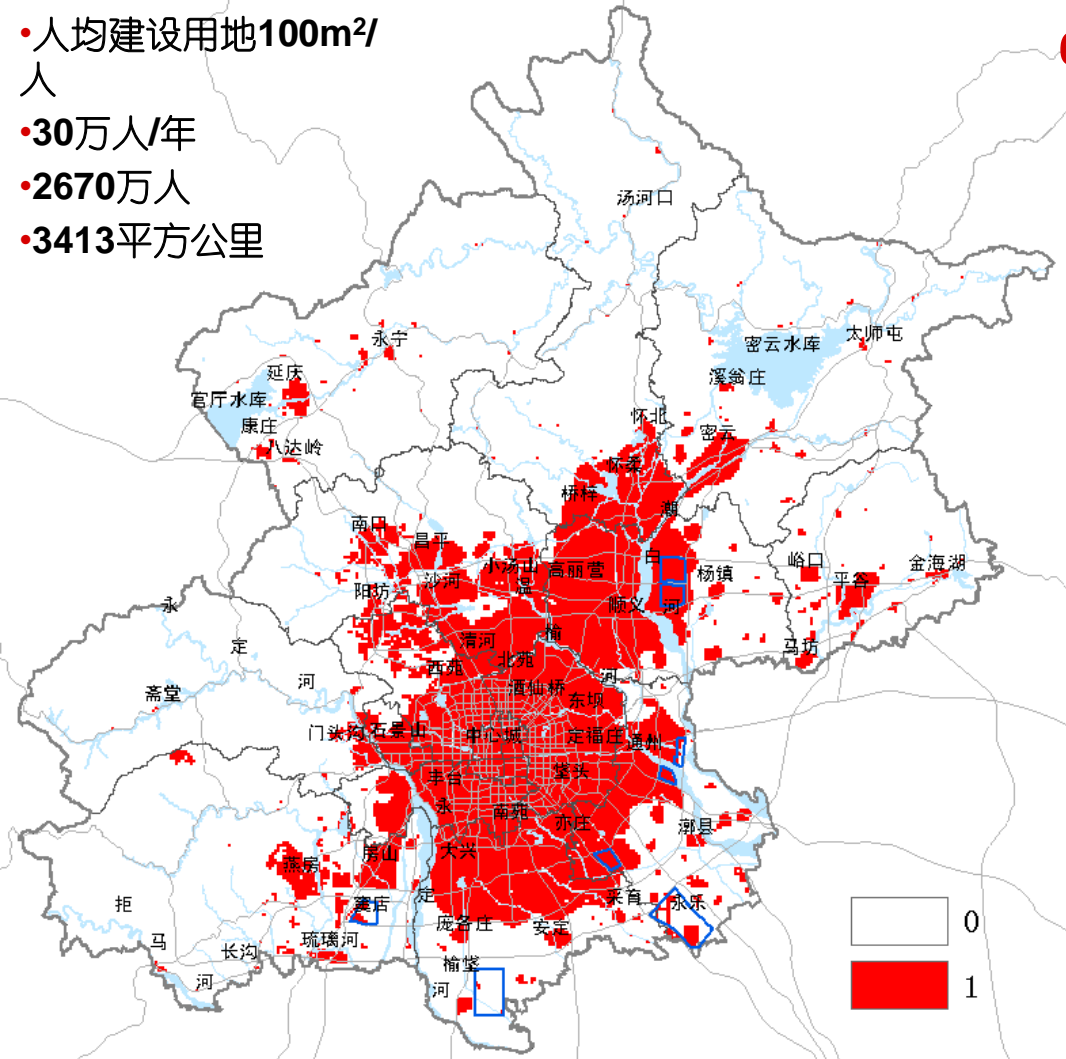 •人均建设用地100m²/
人
•30万人/年
•2670万人
•3413平方公里
汤河口
永宁
密云水库
太师屯
延庆
溪翁庄
官厅水库
康庄
怀北
八达岭
密云
怀柔
桥梓
潮
南口
昌平
白
小汤山
高丽营
峪口
金海湖
沙河
杨镇
平谷
阳坊
温
永
顺义
河
清河
榆
定
马坊
北苑
西苑
河
河
酒仙桥
斋堂
东坝
门头沟
石景山
中心城
定福庄
通州
丰台
垡头
永
南苑
亦庄
漷县
大兴
房山
燕房
定
采育
永乐
拒
窦店
庞各庄
安定
马
琉璃河
长沟
榆垡
河
河
0
1